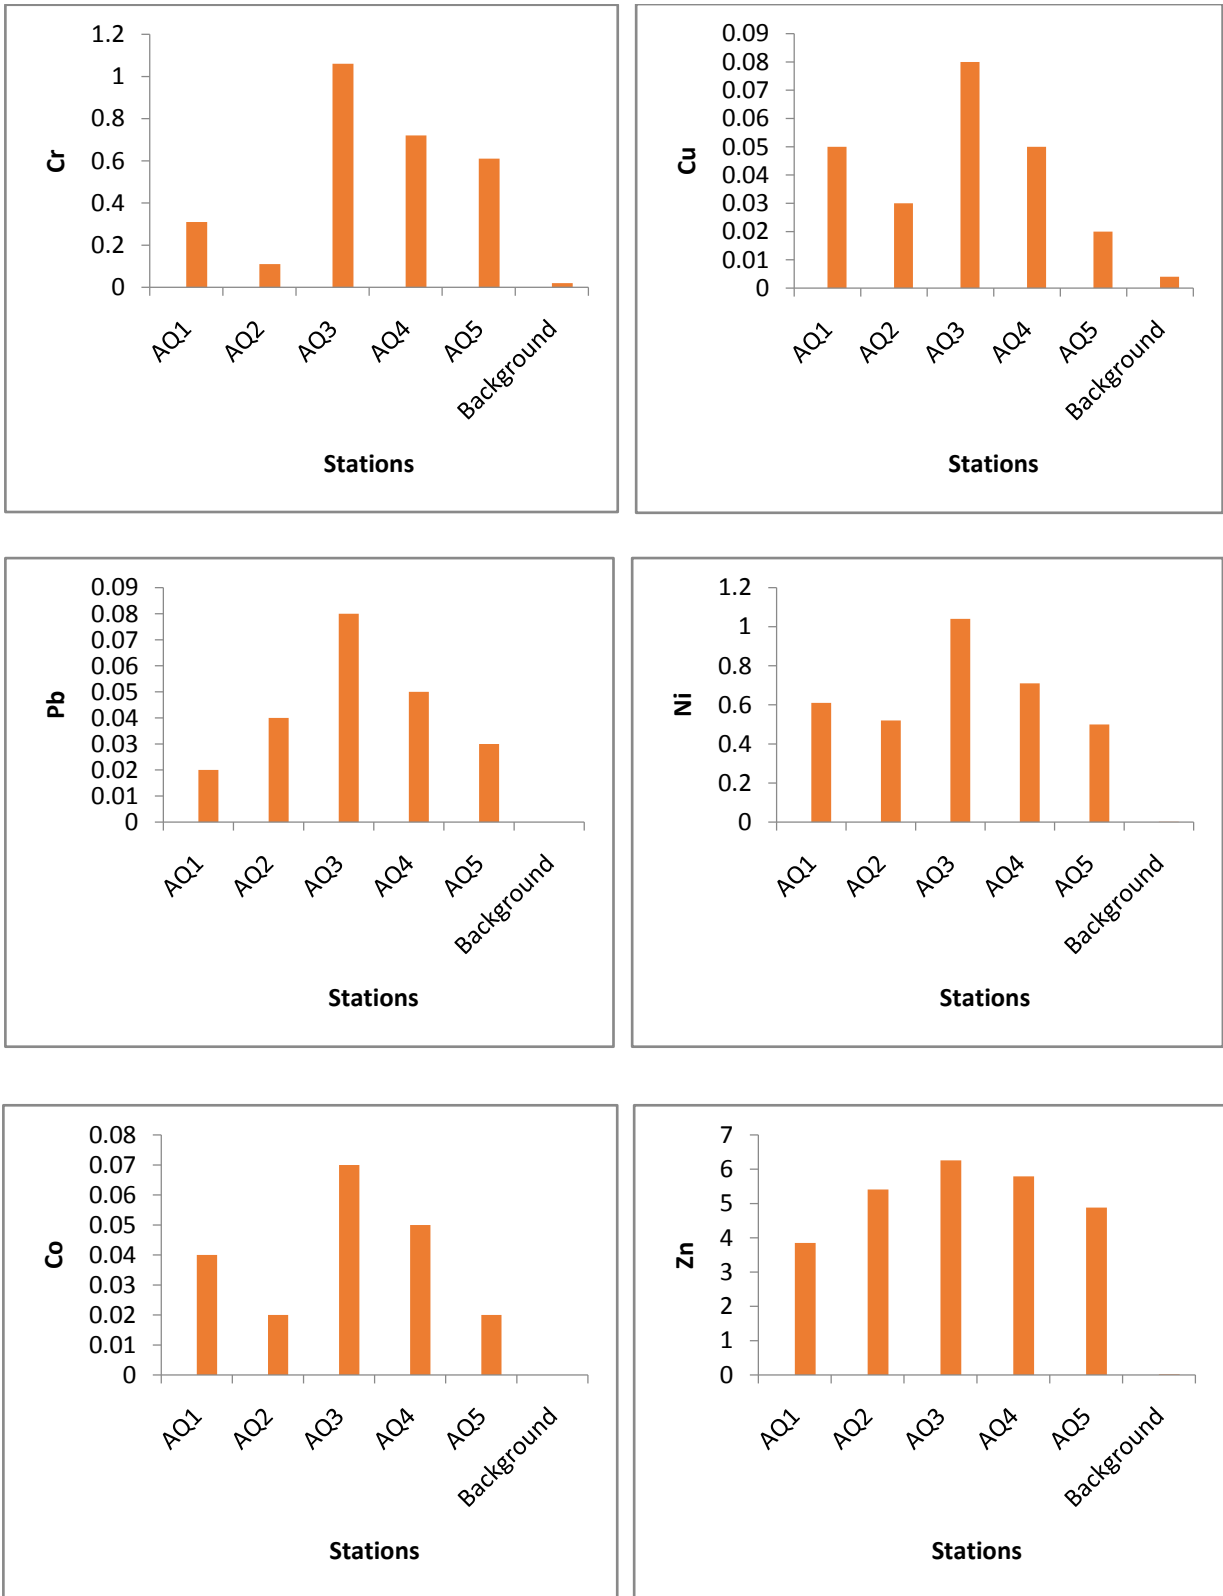 Cr
1.2
1
0.8
0.6
0.4
0.2
0
AQ1
AQ2
AQ3
AQ4
AQ5
Background
Stations
Cu
0.09
0.08
0.07
0.06
0.05
0.04
0.03
0.02
0.01
0
AQ1
AQ2
AQ3
AQ4
AQ5
Background
Stations
Pb
0.09
0.08
0.07
0.06
0.05
0.04
0.03
0.02
0.01
0
AQ1
AQ2
AQ3
AQ4
AQ5
Background
Stations
Ni
1.2
1
0.8
0.6
0.4
0.2
0
AQ1
AQ2
AQ3
AQ4
AQ5
Background
Stations
Co
0.08
0.07
0.06
0.05
0.04
0.03
0.02
0.01
0
AQ1
AQ2
AQ3
AQ4
AQ5
Background
Stations
Zn
7
6
5
4
3
2
1
0
AQ1
AQ2
AQ3
AQ4
AQ5
Background
Stations